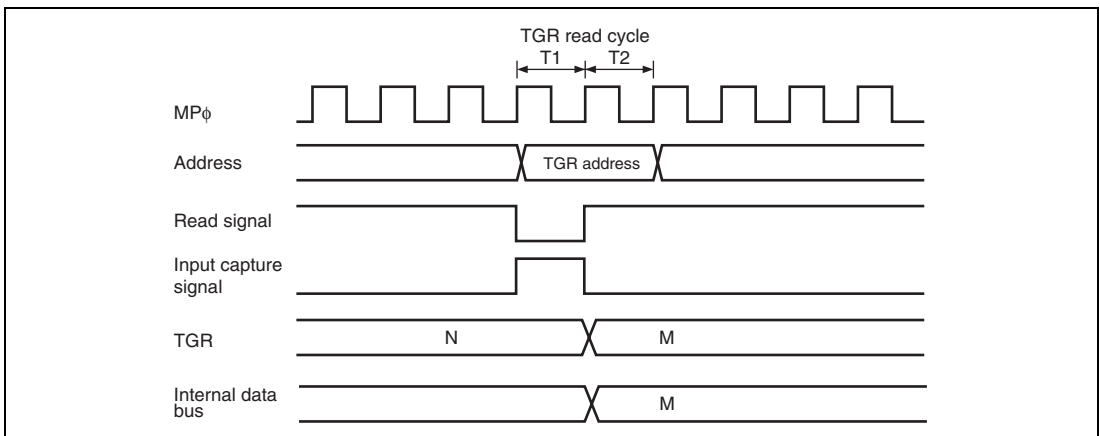 TGR read cycle
T1 T2
MPϕ
Address
TGR address
Read signal
Input capture
signal
TGR
N
M
Internal data
bus
M